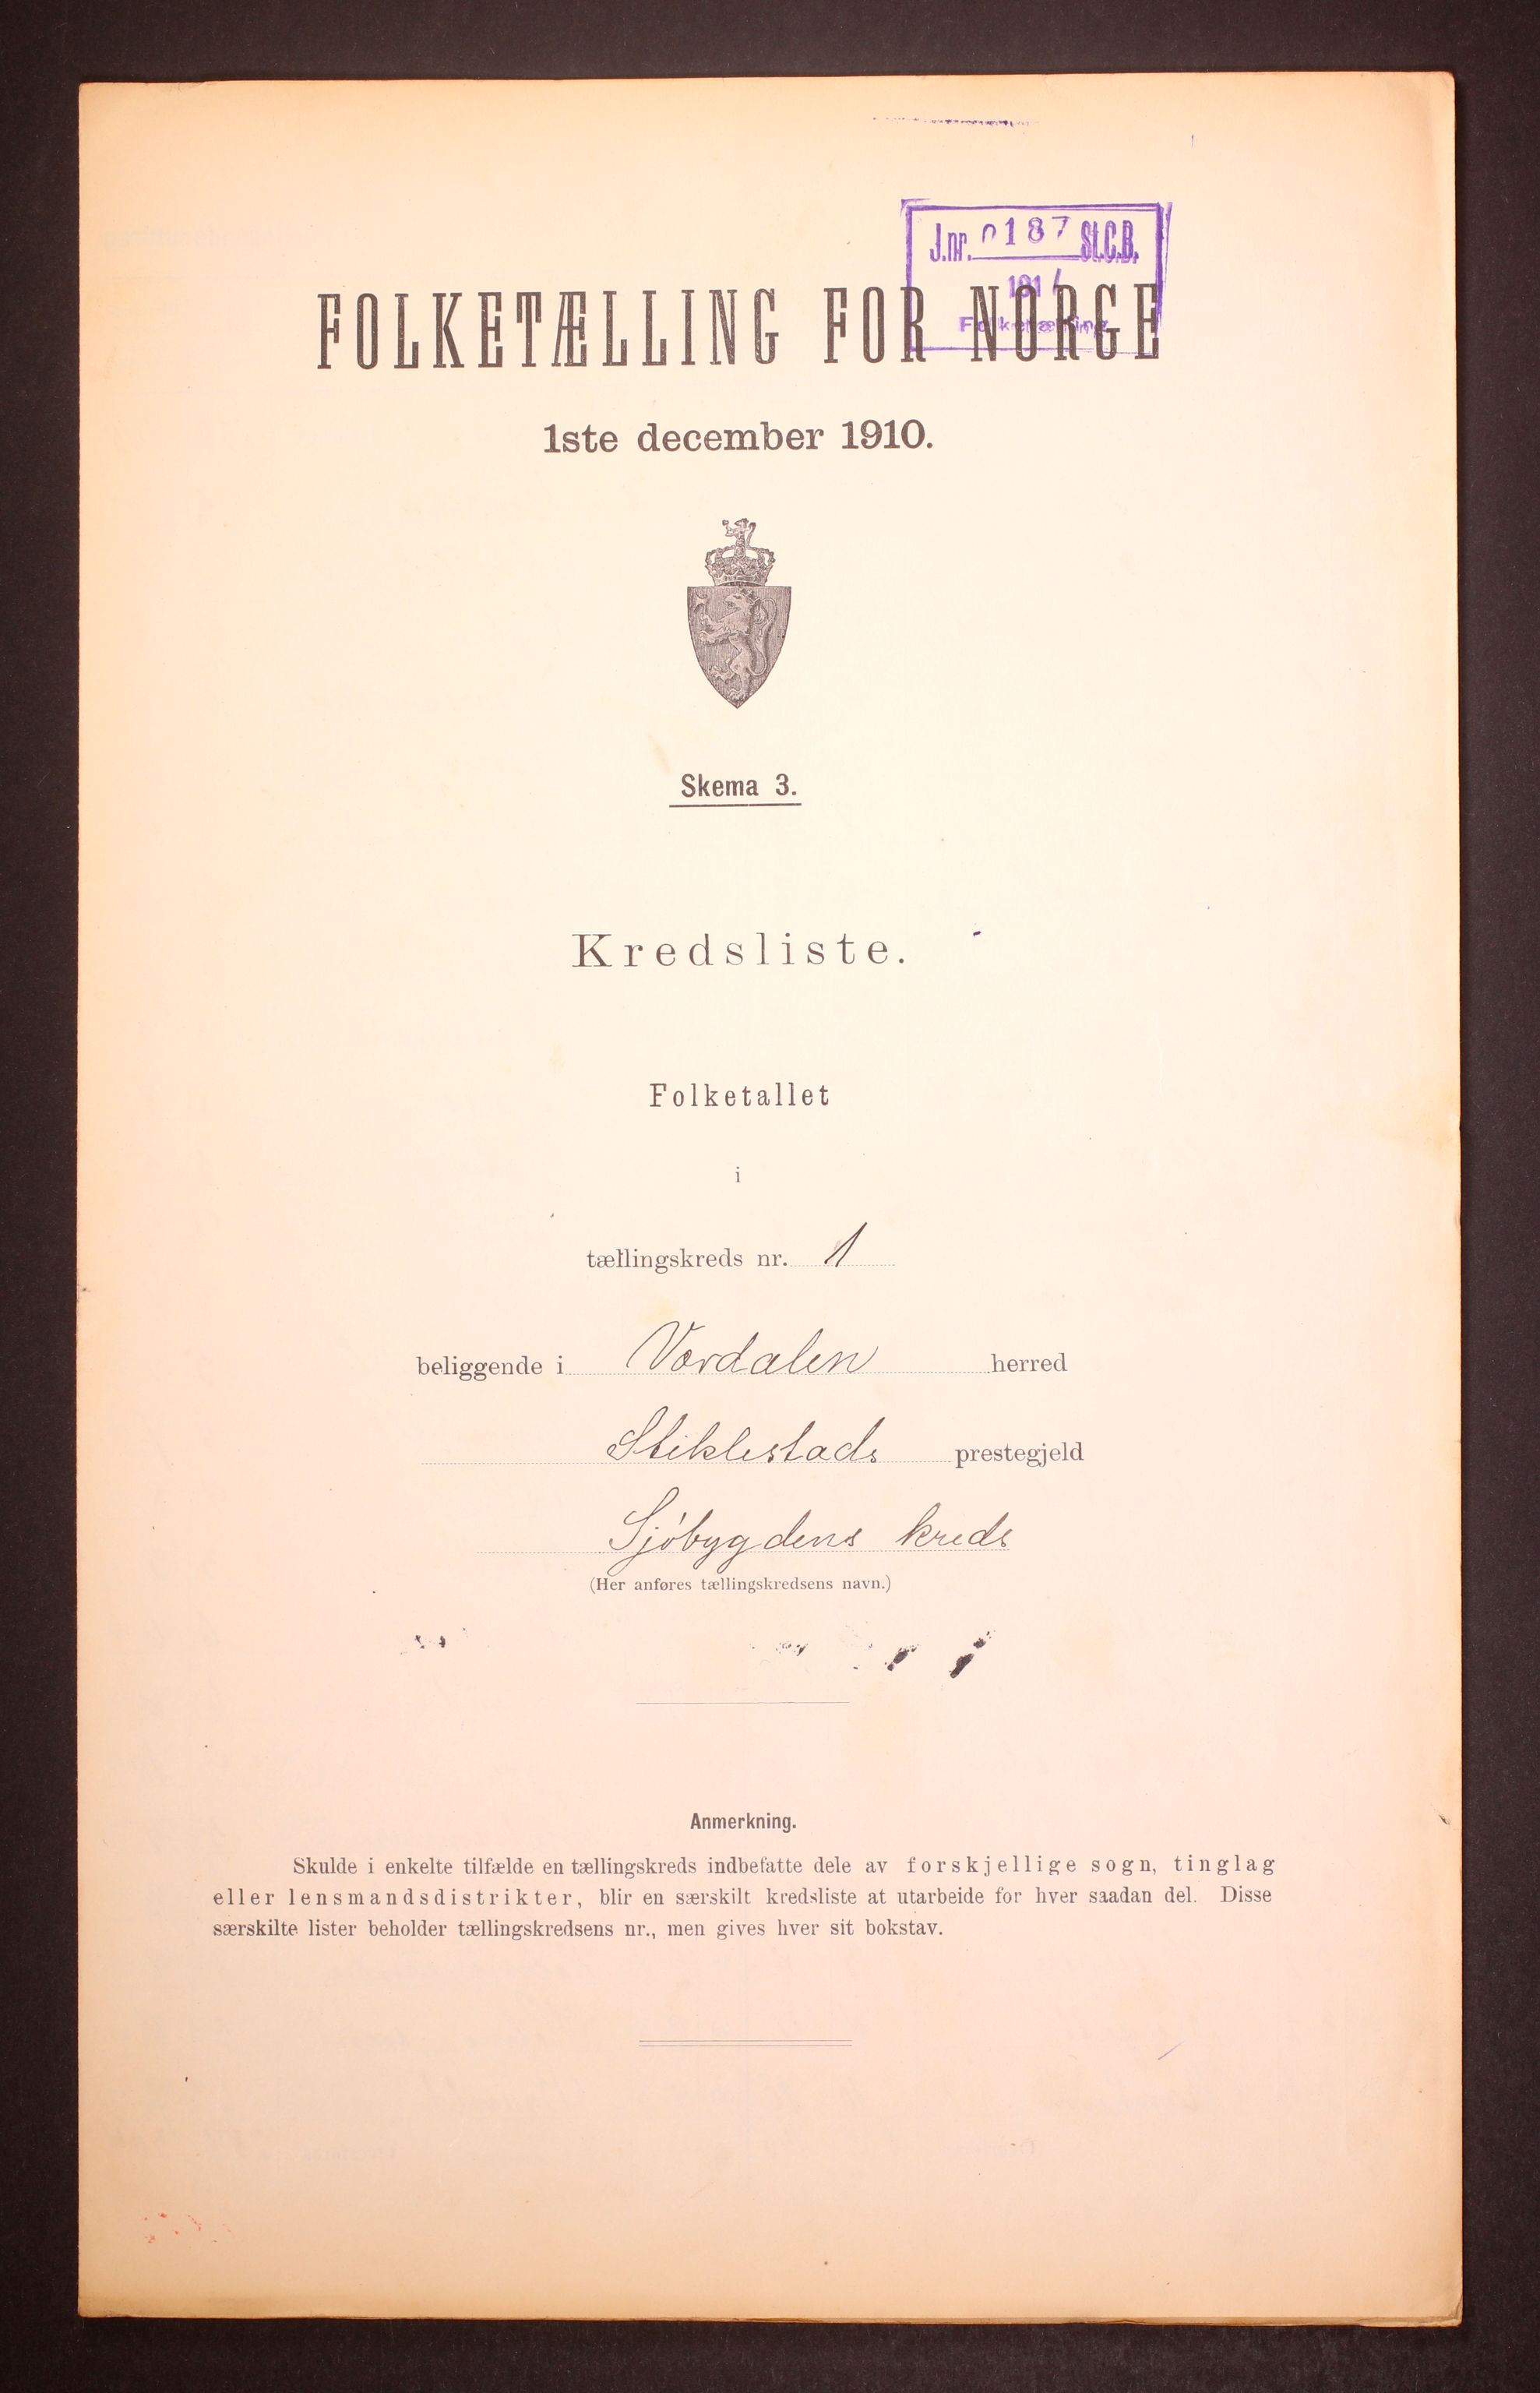 J.nr. 0187 St.C.B.
191
Folketælling
FOLKETÆLLING FOR NORGE
1ste december 1910.
Skema 3.
Kredsliste.
Folketallet
i
tællingskreds nr. 1
beliggende i Værdalen herred
Stiklestads prestegjeld
Sjöbygdens kreds
(Her anføres tællingskredsens navn.)
Anmerkning.
Skulde i enkelte tilfælde en tællingskreds indbefatte dele av forskjellige sogn, tinglag
eller lensmandsdistrikter, blir en særskilt kredsliste at utarbeide for hver saadan del. Disse
særskilte lister beholder tællingskredsens nr., men gives hver sit bokstav.